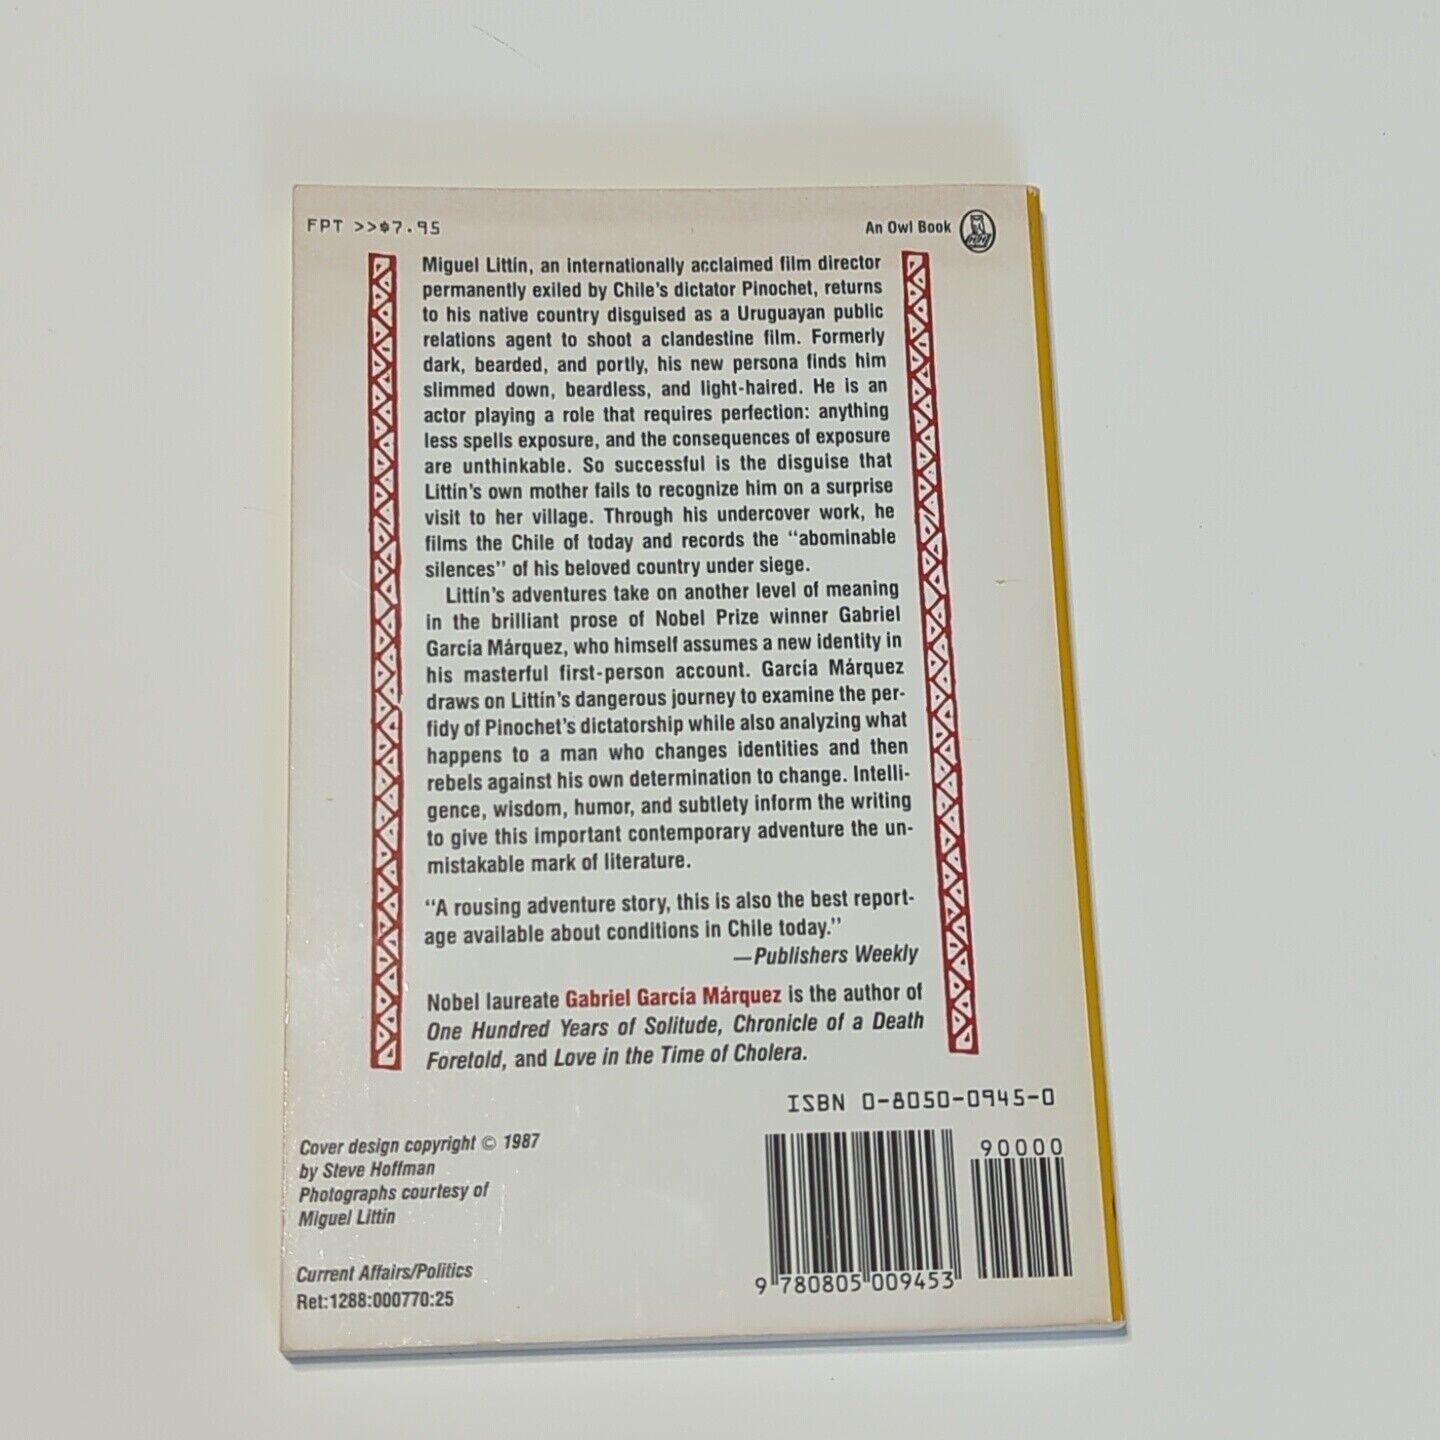 FPT >>$7.95
An Owl Book
Miguel Littín, an internationally acclaimed film director
permanently exiled by Chile's dictator Pinochet, returns
to his native country disguised as a Uruguayan public
relations agent to shoot a clandestine film. Formerly
dark, bearded, and portly, his new persona finds him
slimmed down, beardless, and light-haired. He is an
actor playing a role that requires perfection: anything
less spells exposure, and the consequences of exposure
are unthinkable. So successful is the disguise that
Littín's own mother fails to recognize him on a surprise
visit to her village. Through his undercover work, he
films the Chile of today and records the "abominable
silences" of his beloved country under siege.
Littín's adventures take on another level of meaning
in the brilliant prose of Nobel Prize winner Gabriel
García Márquez, who himself assumes a new identity in
his masterful first-person account. García Márquez
draws on Littín's dangerous journey to examine the per-
fidy of Pinochet's dictatorship while also analyzing what
happens to a man who changes identities and then
rebels against his own determination to change. Intelli-
gence, wisdom, humor, and subtlety inform the writing
to give this important contemporary adventure the un-
mistakable mark of literature.
"A rousing adventure story, this is also the best report-
age available about conditions in Chile today."
—Publishers Weekly
Nobel laureate Gabriel García Márquez is the author of
One Hundred Years of Solitude, Chronicle of a Death
Foretold, and Love in the Time of Cholera.
ISBN 0-8050-0945-0
90000
9 780805 009453
Cover design copyright © 1987
by Steve Hoffman
Photographs courtesy of
Miguel Littín
Current Affairs/Politics
Ret:1288:000770:25